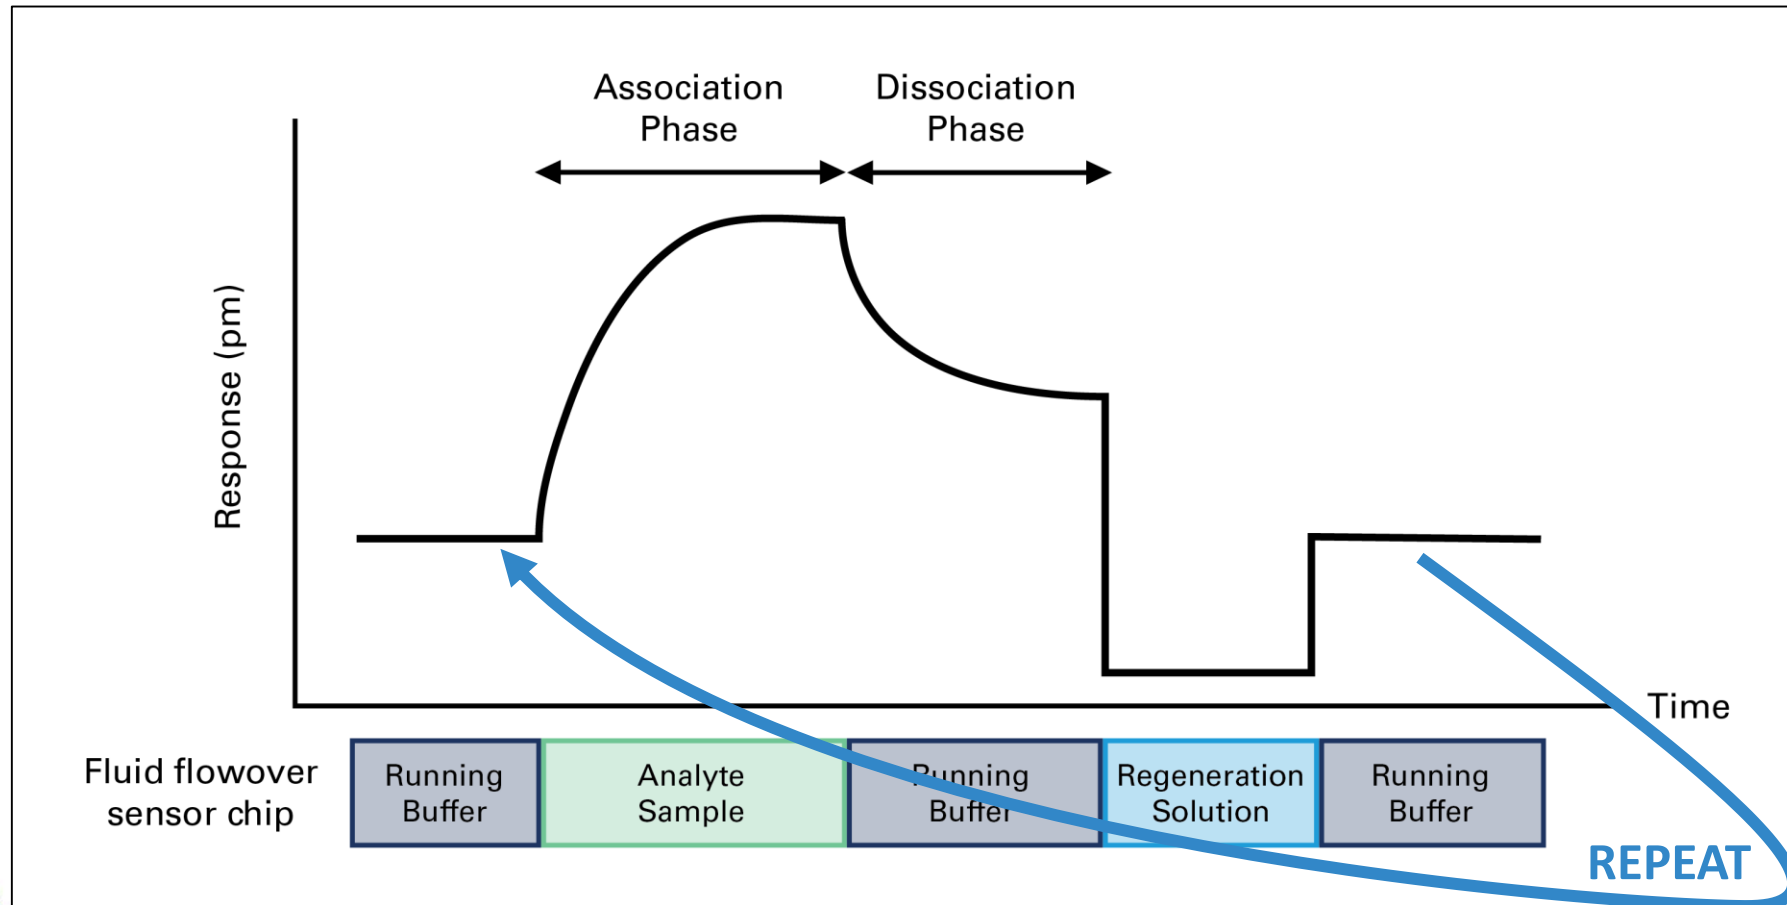 Association
Phase
Dissociation
Phase
Response (pm)
Time
Fluid flowover
sensor chip
Running
Buffer
Analyte
Sample
Running
Buffer
Regeneration
Solution
Running
Buffer
REPEAT